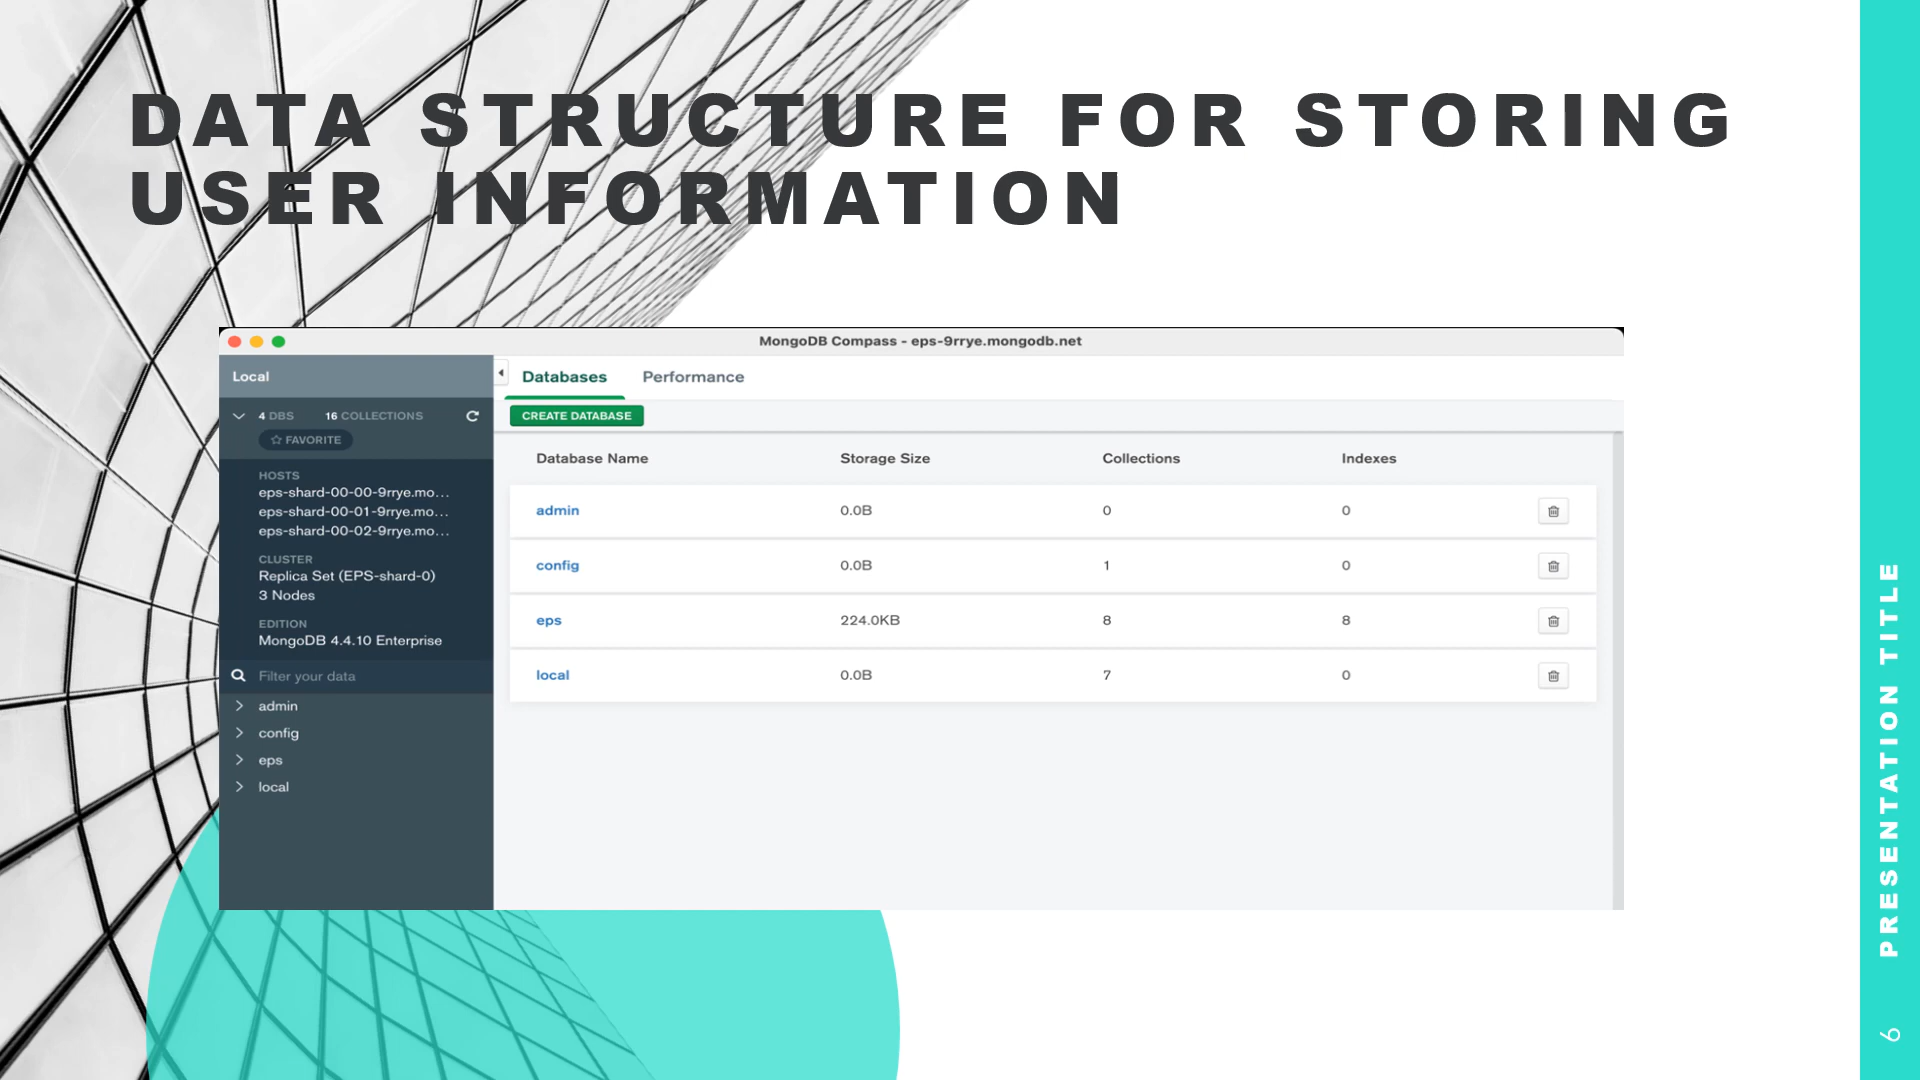 DATA STRUCTURE FOR STORING
USER INFORMATION
MongoDB Compass - eps-9rrye.mongodb.net
Local
4 DBS 16 COLLECTIONS
FAVORITE
HOSTS
eps-shard-00-00-9rrye.mo...
eps-shard-00-01-9rrye.mo...
eps-shard-00-02-9rrye.mo...
CLUSTER
Replica Set (EPS-shard-0)
3 Nodes
EDITION
MongoDB 4.4.10 Enterprise
Filter your data
admin
config
eps
local
Databases Performance
CREATE DATABASE
Database Name Storage Size Collections Indexes
admin 0.0B 0 0
config 0.0B 1 0
eps 224.0KB 8 8
local 0.0B 7 0
PRESENTATION TITLE
6